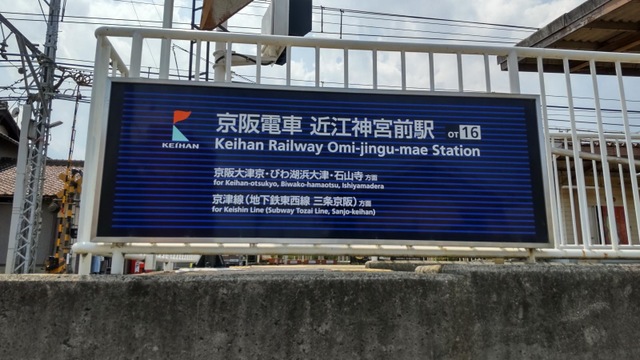 京阪電車 近江神宮前駅 OT 16
KEIHAN
Keihan Railway Omi-jingu-mae Station
京阪大津京・びわ湖浜大津・石山寺 方面
for Keihan-otsukyo, Biwako-hamaotsu, Ishiyamadera
京津線(地下鉄東西線 三条京阪)方面
for Keishin Line (Subway Tozai Line, Sanjo-keihan)